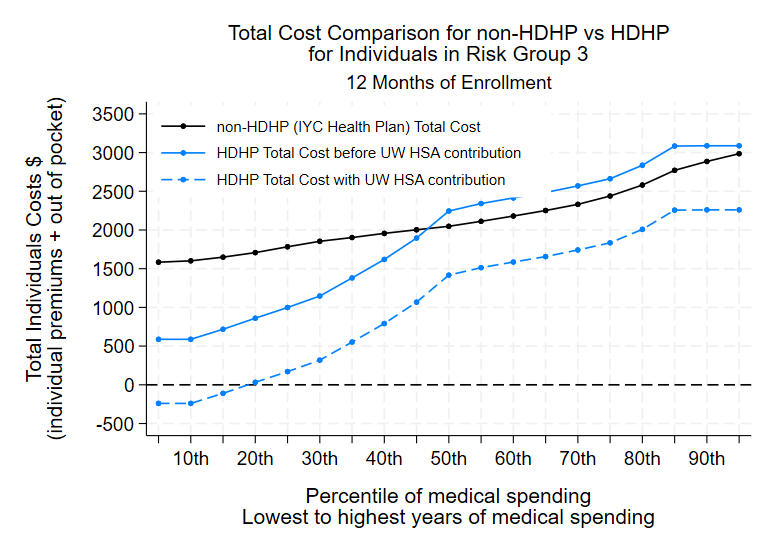 Total Cost Comparison for non-HDHP vs HDHP
for Individuals in Risk Group 3
12 Months of Enrollment
Total Individuals Costs $
(individual premiums + out of pocket)
3500
3000
2500
2000
1500
1000
500
0
-500
non-HDHP (IYC Health Plan) Total Cost
HDHP Total Cost before UW HSA contribution
HDHP Total Cost with UW HSA contribution
10th 20th 30th 40th 50th 60th 70th 80th 90th
Percentile of medical spending
Lowest to highest years of medical spending